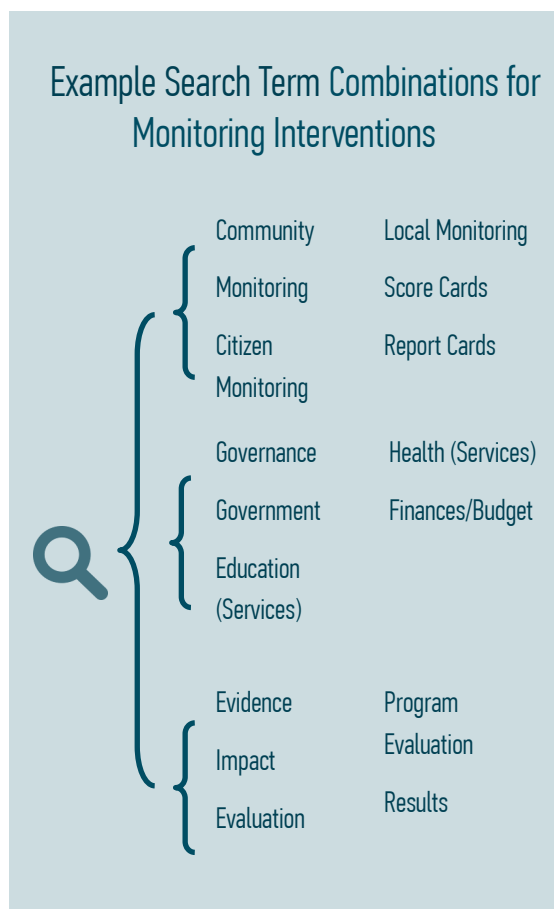 Example Search Term Combinations for
Monitoring Interventions
Community
Monitoring
Citizen
Monitoring
Local Monitoring
Score Cards
Report Cards
Governance
Government
Education
(Services)
Health (Services)
Finances/Budget
Evidence
Impact
Evaluation
Program
Evaluation
Results